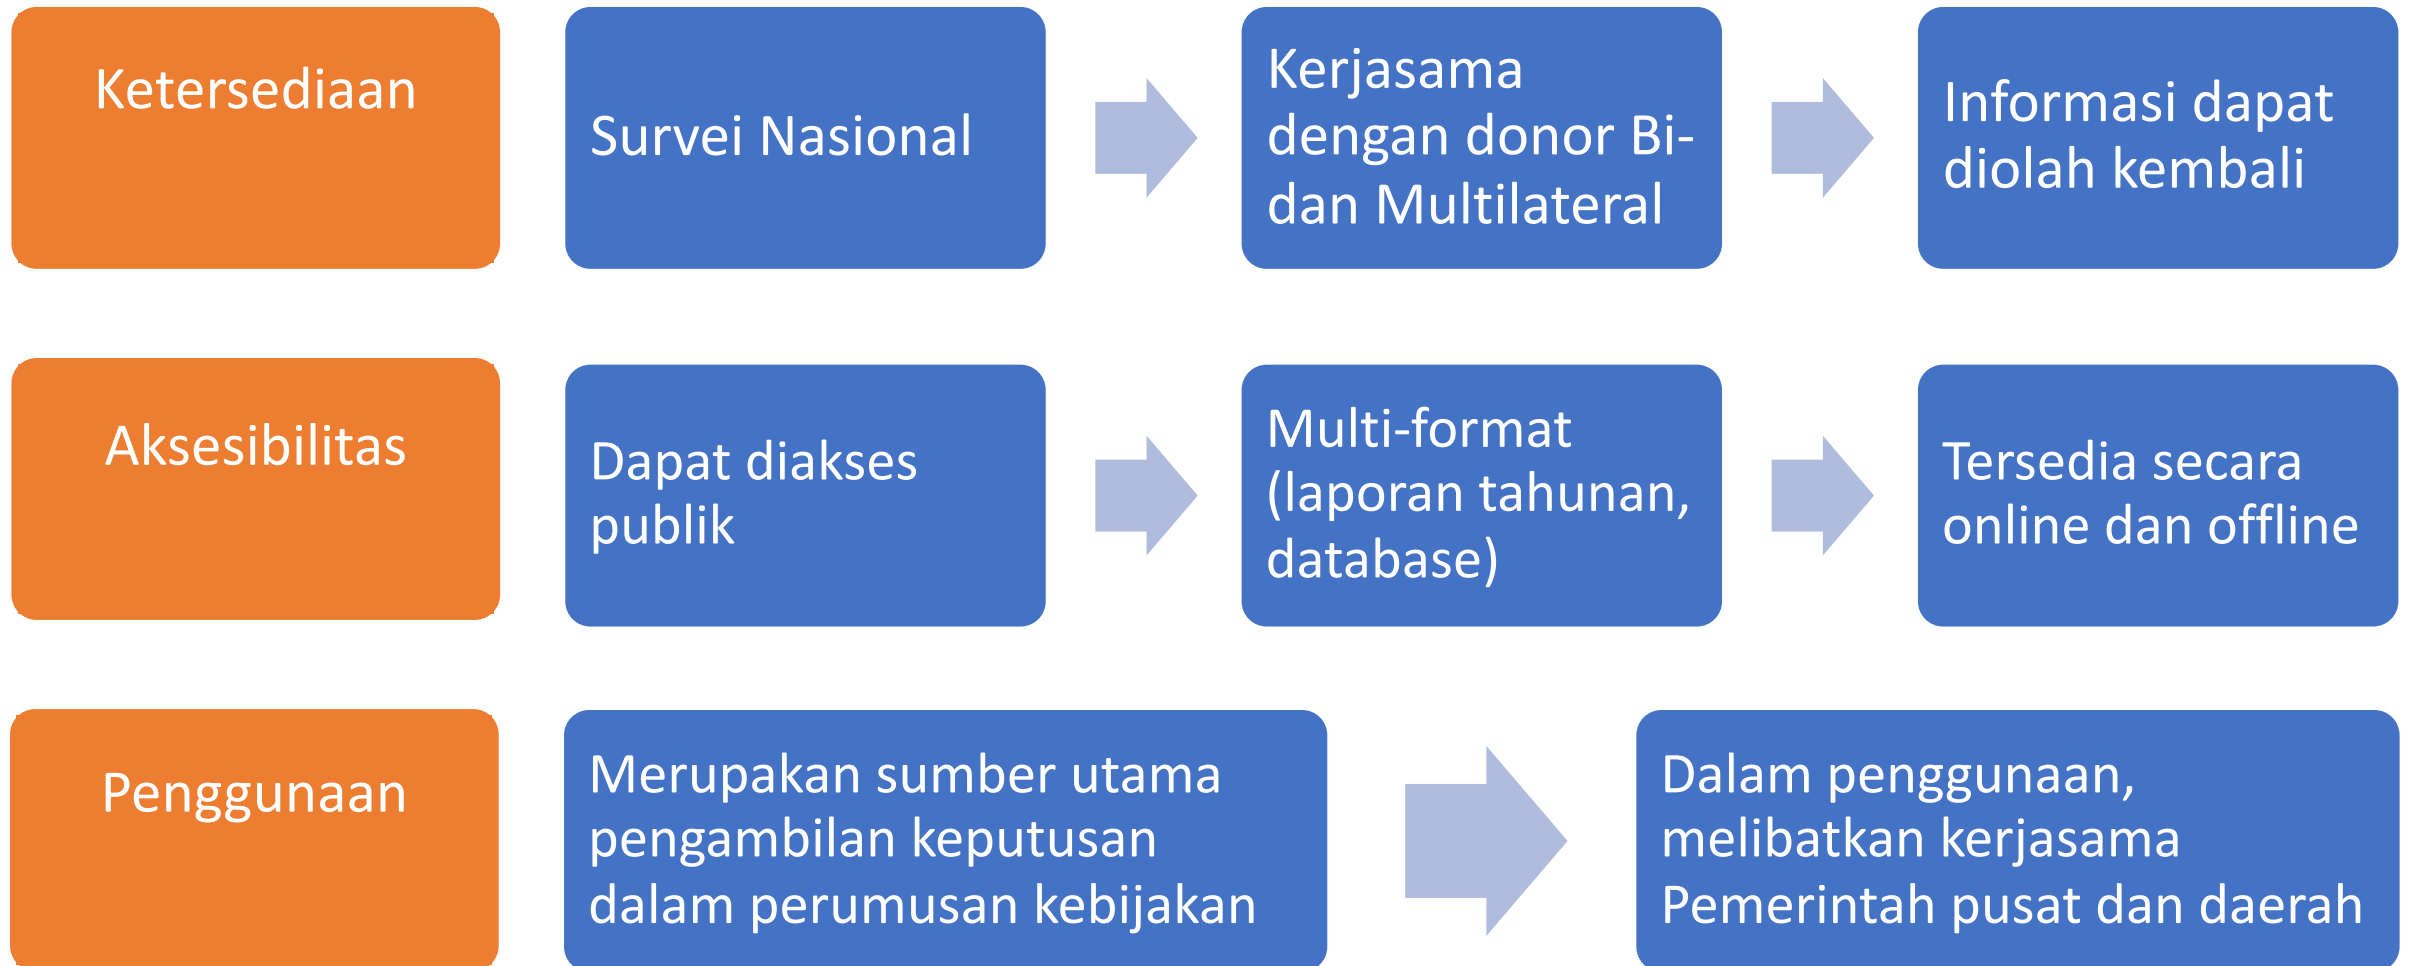 Ketersediaan
Survei Nasional
Kerjasama
dengan donor Bi-
dan Multilateral
Informasi dapat
diolah kembali
Aksesibilitas
Dapat diakses
publik
Multi-format
(laporan tahunan,
database)
Tersedia secara
online dan offline
Penggunaan
Merupakan sumber utama
pengambilan keputusan
dalam perumusan kebijakan
Dalam penggunaan,
melibatkan kerjasama
Pemerintah pusat dan daerah